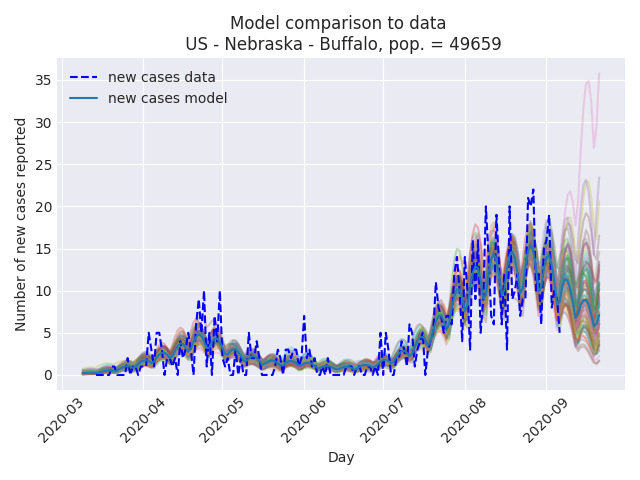 Model comparison to data
US - Nebraska - Buffalo, pop. = 49659
new cases data
new cases model
Number of new cases reported
35
30
25
20
15
10
5
0
2020-03
2020-04
2020-05
2020-06
2020-07
2020-08
2020-09
Day